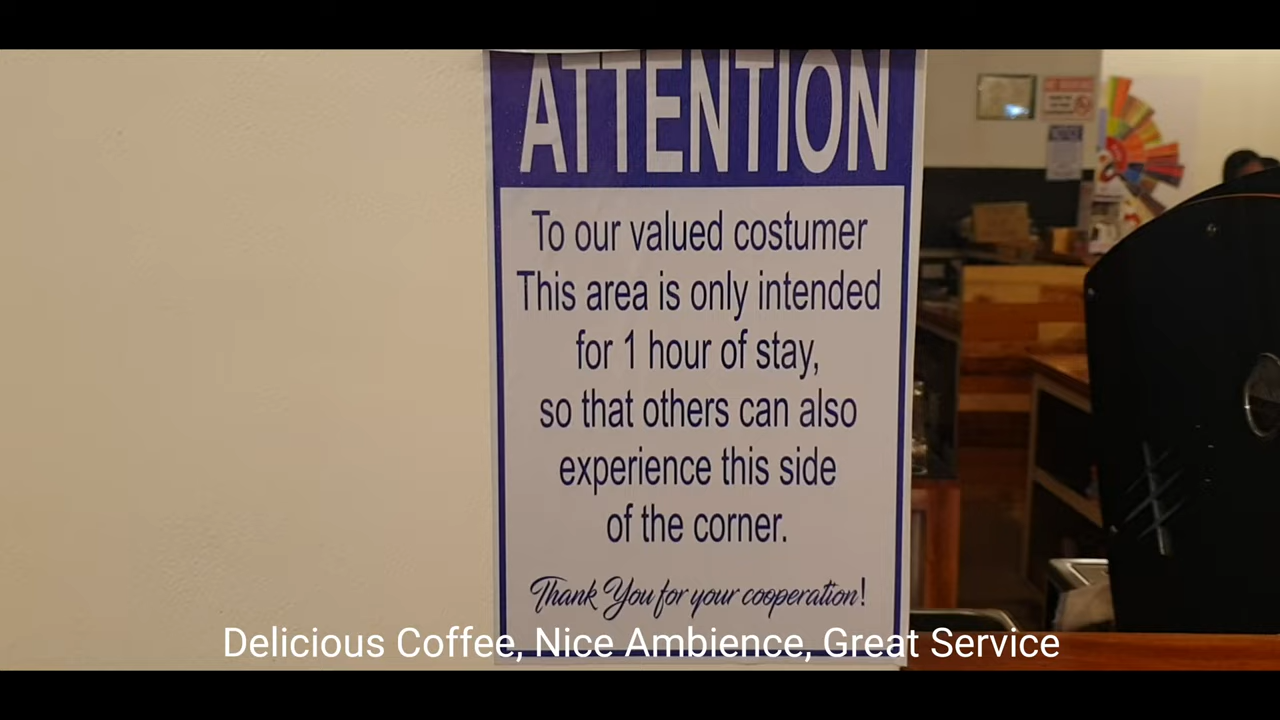 ATTENTION
To our valued costumer
This area is only intended
for 1 hour of stay,
so that others can also
experience this side
of the corner.
Thank You for your cooperation!
Delicious Coffee, Nice Ambience, Great Service